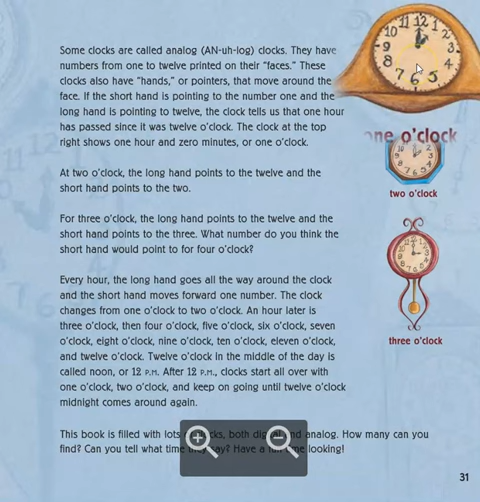 Some clocks are called analog (AN-uh-log) clocks. They have
numbers from one to twelve printed on their “faces.” These
clocks also have “hands,” or pointers, that move around the
face. If the short hand is pointing to the number one and the
long hand is pointing to twelve, the clock tells us that one hour
has passed since it was twelve o’clock. The clock at the top
right shows one hour and zero minutes, or one o’clock.
At two o’clock, the long hand points to the twelve and the
short hand points to the two.
For three o’clock, the long hand points to the twelve and the
short hand points to the three. What number do you think the
short hand would point to for four o’clock?
Every hour, the long hand goes all the way around the clock
and the short hand moves forward one number. The clock
changes from one o’clock to two o’clock. An hour later is
three o’clock, then four o’clock, five o’clock, six o’clock, seven
o’clock, eight o’clock, nine o’clock, ten o’clock, eleven o’clock,
and twelve o’clock. Twelve o’clock in the middle of the day is
called noon, or 12 P.M. After 12 P.M., clocks start all over with
one o’clock, two o’clock, and keep on going until twelve o’clock
midnight comes around again.
This book is filled with lots both and analog. How many can you
find? Can you tell what time say? Have a looking!
one o’clock
two o’clock
three o’clock
31